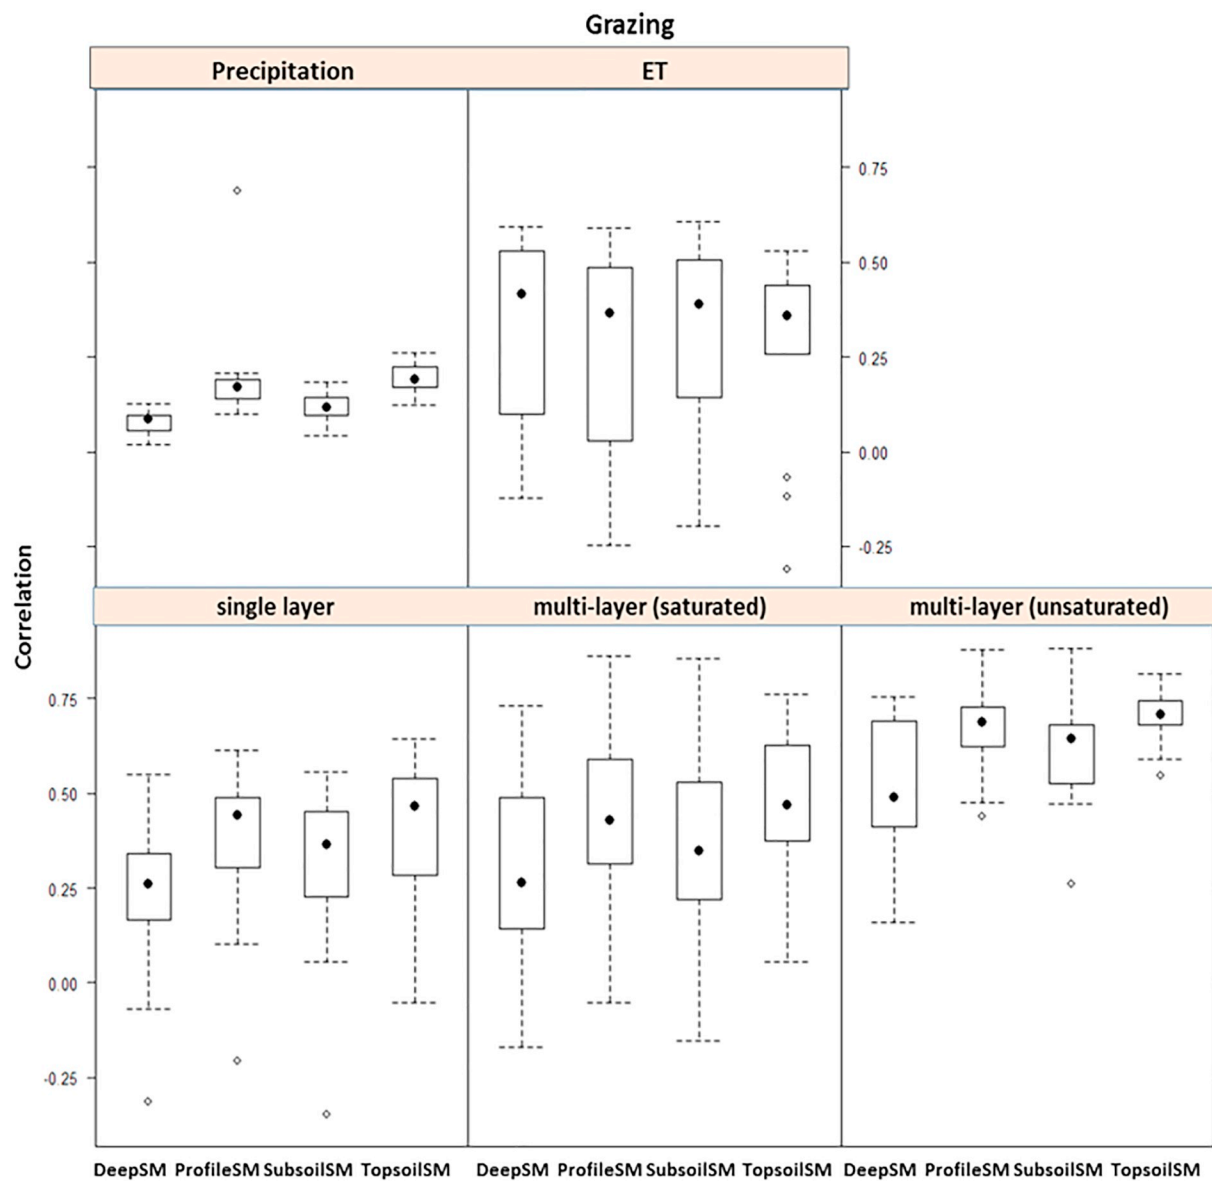 Grazing
Precipitation ET
0.75
0.50
0.25
0.00
-0.25
Correlation
single layer multi-layer (saturated) multi-layer (unsaturated)
0.75
0.50
0.25
0.00
-0.25
DeepSM ProfileSM SubsoilSM TopsoilSM DeepSM ProfileSM SubsoilSM TopsoilSM DeepSM ProfileSM SubsoilSM TopsoilSM